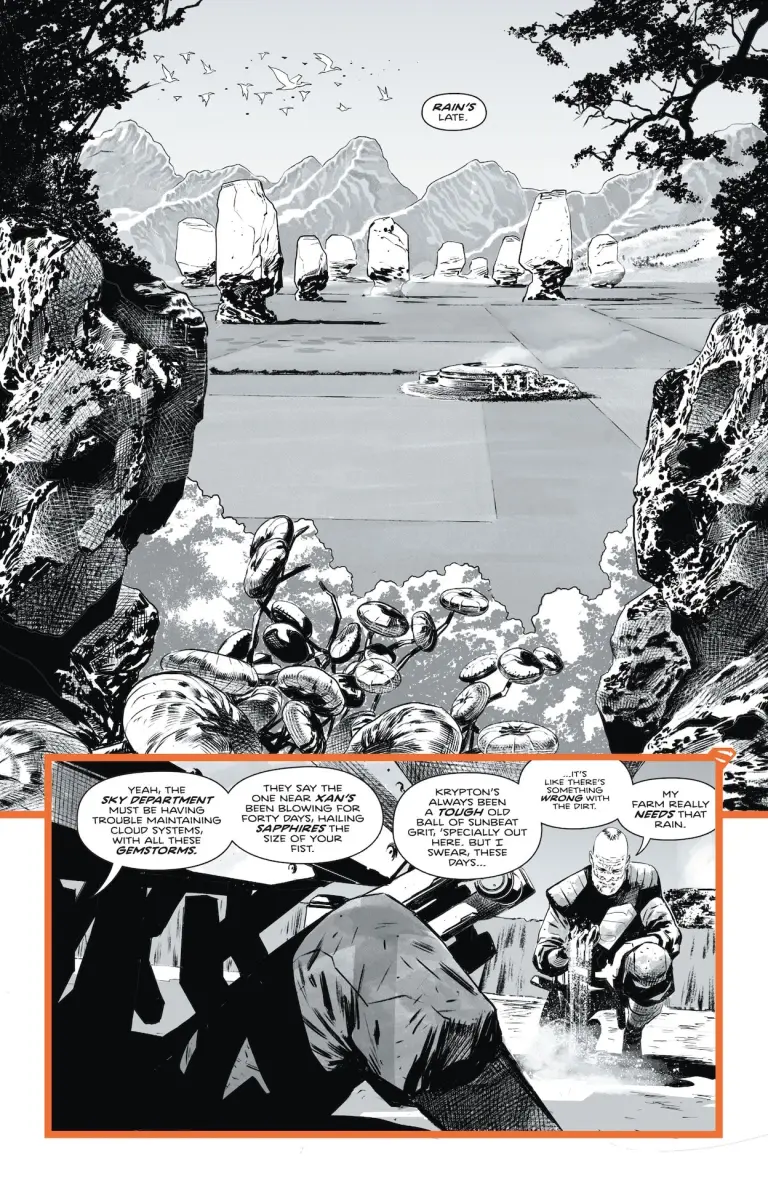 RAIN'S
LATE.
YEAH, THE
SKY DEPARTMENT
MUST BE HAVING
TROUBLE MAINTAINING
CLOUD SYSTEMS,
WITH ALL THESE
GEMSTORMS.
THEY SAY THE
ONE NEAR XAN'S
BEEN BLOWING FOR
FORTY DAYS, HAILING
SAPPHIRES THE
SIZE OF YOUR
FIST.
KRYPTON'S
ALWAYS BEEN
A TOUGH OLD
BALL OF SUNBEAT
GRIT, 'SPECIALLY OUT
HERE. BUT I
SWEAR, THESE
DAYS...
...IT'S
LIKE THERE'S
SOMETHING
WRONG WITH
THE DIRT.
MY
FARM REALLY
NEEDS THAT
RAIN.